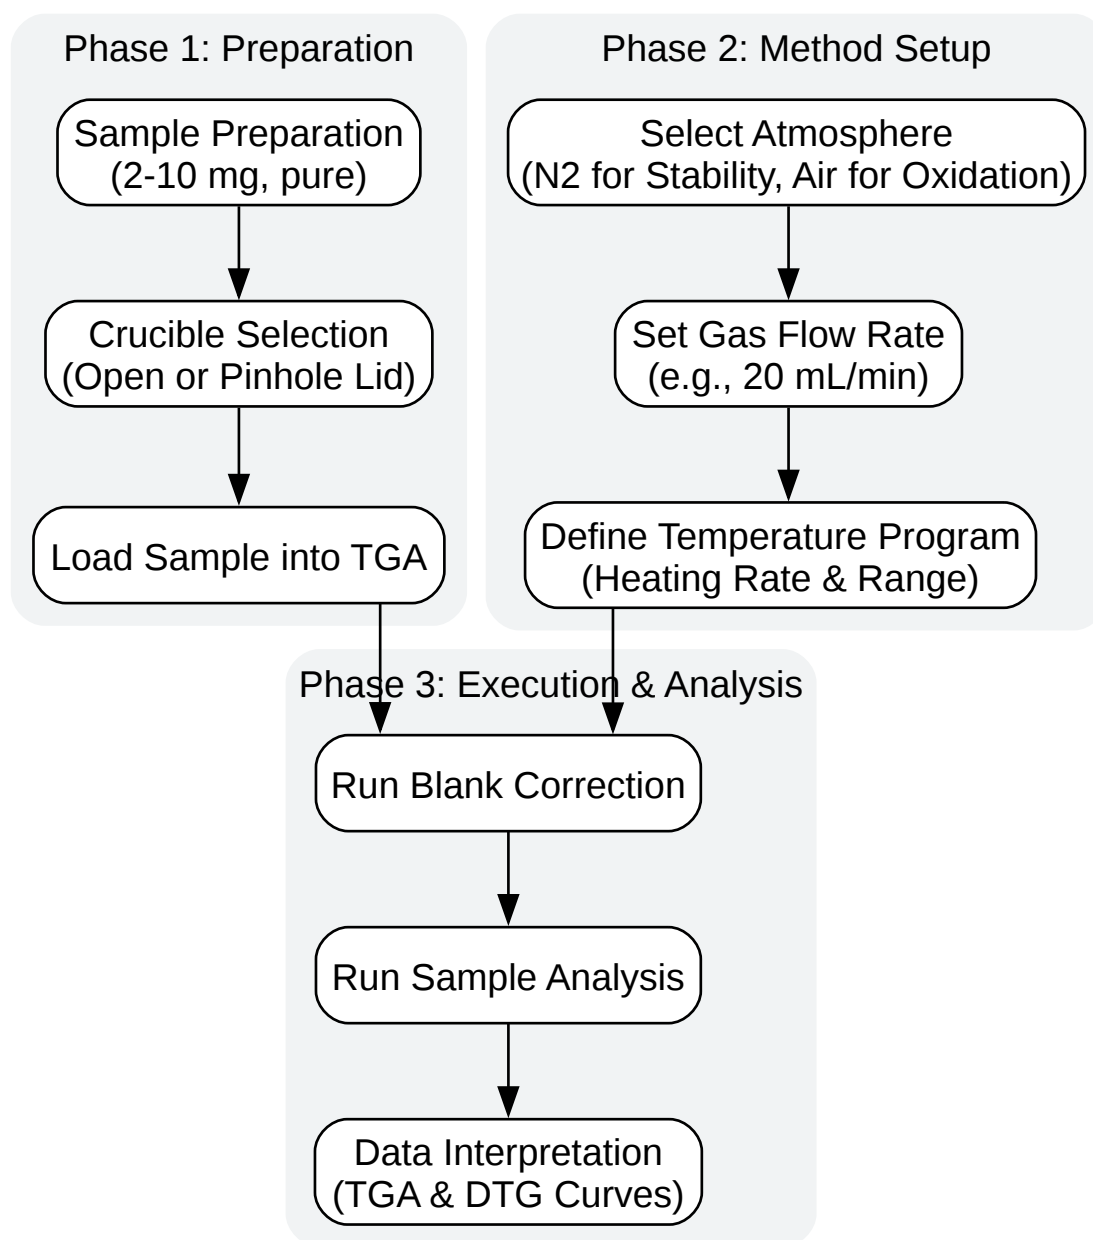 Phase 1: Preparation
Sample Preparation
(2-10 mg, pure)
Crucible Selection
(Open or Pinhole Lid)
Load Sample into TGA
Phase 2: Method Setup
Select Atmosphere
(N2 for Stability, Air for Oxidation)
Set Gas Flow Rate
(e.g., 20 mL/min)
Define Temperature Program
(Heating Rate & Range)
Phase 3: Execution & Analysis
Run Blank Correction
Run Sample Analysis
Data Interpretation
(TGA & DTG Curves)